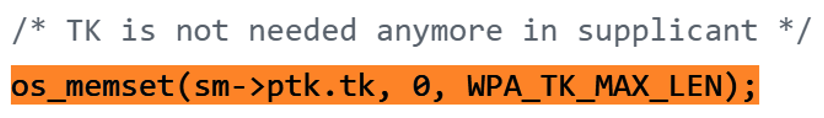 /* TK is not needed anymore in supplicant */
os_memset(sm->ptk.tk, 0, WPA_TK_MAX_LEN);